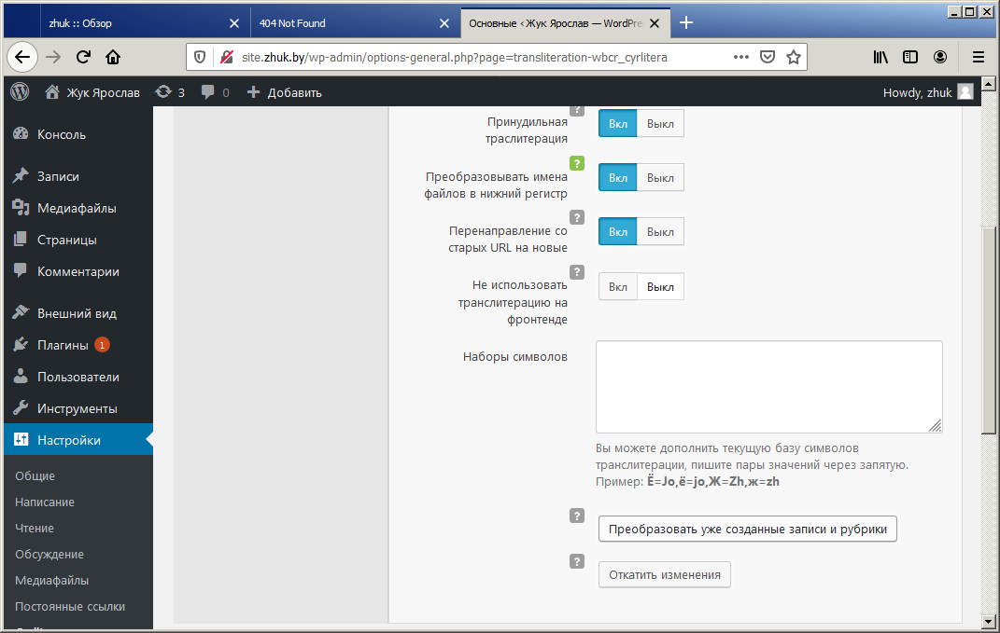 zhuk :: Обзор
404 Not Found
Основные ‹ Жук Ярослав — WordPre
site.zhuk.by/wp-admin/options-general.php?page=transliteration-wbcr_cyrlitera
Жук Ярослав
3
0
Добавить
Howdy, zhuk
Консоль
Записи
Медиафайлы
Страницы
Комментарии
Внешний вид
Плагины 1
Пользователи
Инструменты
Настройки
Общие
Написание
Чтение
Обсуждение
Медиафайлы
Постоянные ссылки
?
Принудильная
траслитерация
Вкл Выкл
?
Преобразовывать имена
файлов в нижний регистр
Вкл Выкл
?
Перенаправление со
старых URL на новые
Вкл Выкл
?
Не использовать
транслитерацию на
фронтенде
Вкл Выкл
Наборы символов
Вы можете дополнить текущую базу символов
транслитерации, пишите пары значений через запятую.
Пример: Ё=Jo,ё=jo,Ж=Zh,ж=zh
?
Преобразовать уже созданные записи и рубрики
?
Откатить изменения